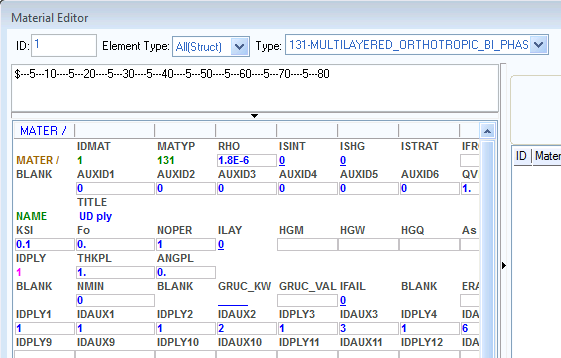 Material Editor
ID: 1 Element Type: All(Struct) Type: 131-MULTILAYERED_ORTHOTROPIC_BI_PHAS
$---5---10----5---20----5---30----5---40----5---50----5---60----5---70----5---80
MATER /
IDMAT MATYP RHO ISINT ISHG ISTRAT IFR
MATER / 1 131 1.8E-6 0 0
BLANK AUXID1 AUXID2 AUXID3 AUXID4 AUXID5 AUXID6 QV
0 0 0 0 0 0 1.
TITLE
NAME UD ply
KSI Fo NOPER ILAY HGM HGW HGQ As
0.1 0. 1 0
IDPLY THKPL ANGPL
1 1. 0.
BLANK NMIN BLANK GRUC_KW GRUC_VAL IFAIL BLANK ERA
0 0
IDPLY1 IDAUX1 IDPLY2 IDAUX2 IDPLY3 IDAUX3 IDPLY4 IDA
1 1 1 2 1 3 1 6
IDPLY9 IDAUX9 IDPLY10 IDAUX10 IDPLY11 IDAUX11 IDPLY12 IDA
ID Mater